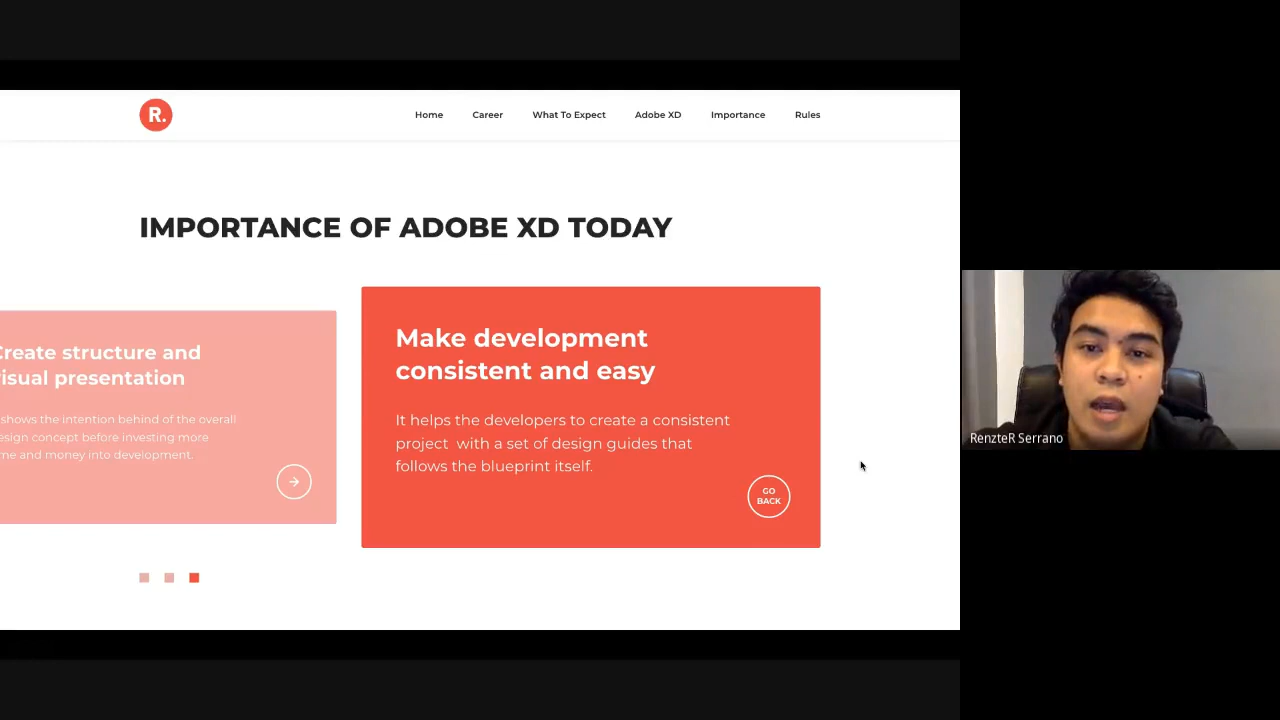 R.
Home Career What To Expect Adobe XD Importance Rules
IMPORTANCE OF ADOBE XD TODAY
Create structure and
visual presentation
shows the intention behind of the overall
design concept before investing more
time and money into development.
Make development
consistent and easy
It helps the developers to create a consistent
project with a set of design guides that
follows the blueprint itself.
GO
BACK
RenzteR Serrano